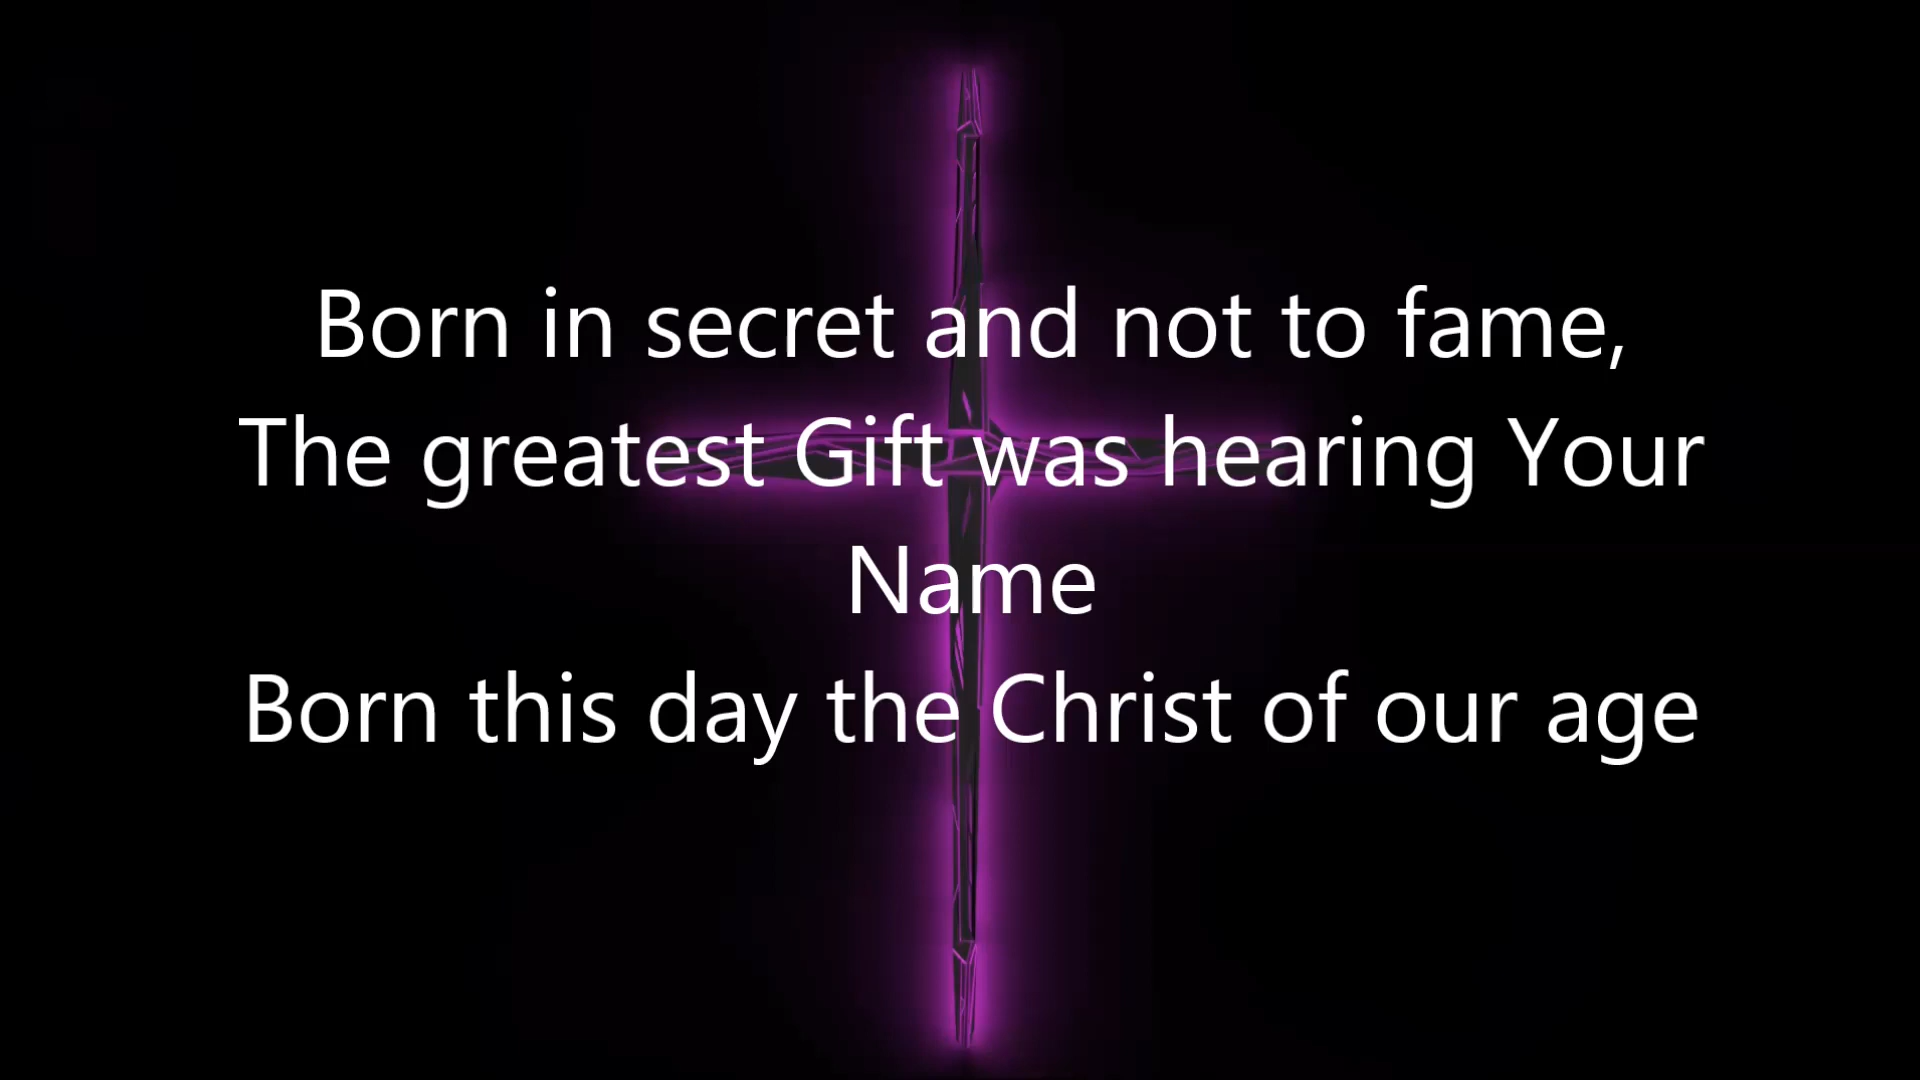 Born in secret and not to fame,
The greatest Gift was hearing Your
Name
Born this day the Christ of our age